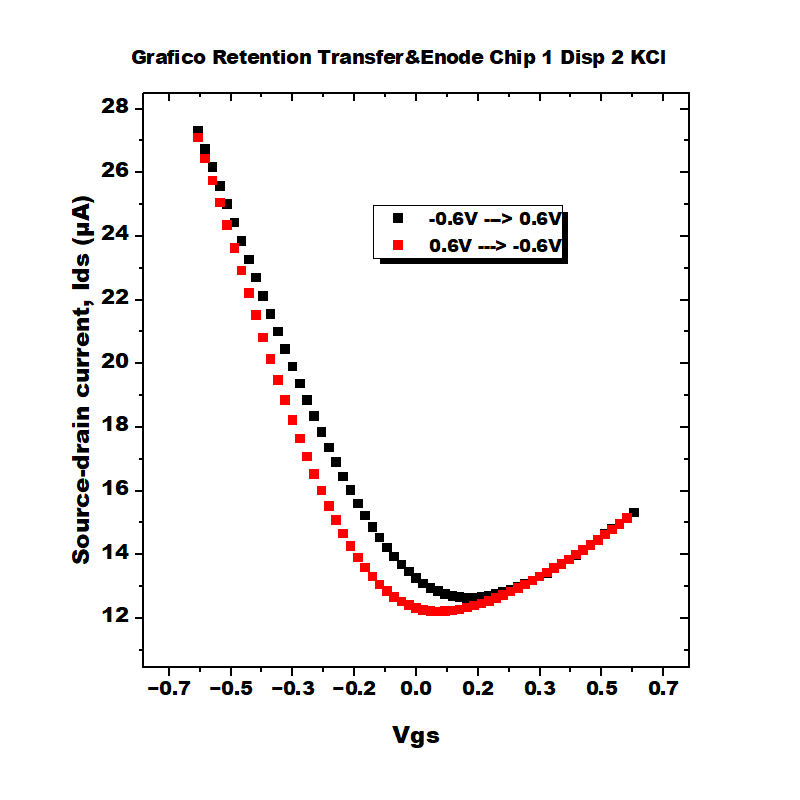 Grafico Retention Transfer&Enode Chip 1 Disp 2 KCl
28
26
24
22
20
18
16
14
12
Source-drain current, Ids (µA)
-0.6V ---> 0.6V
0.6V ---> -0.6V
−0.7 −0.5 −0.3 −0.2 0.0 0.2 0.3 0.5 0.7
Vgs